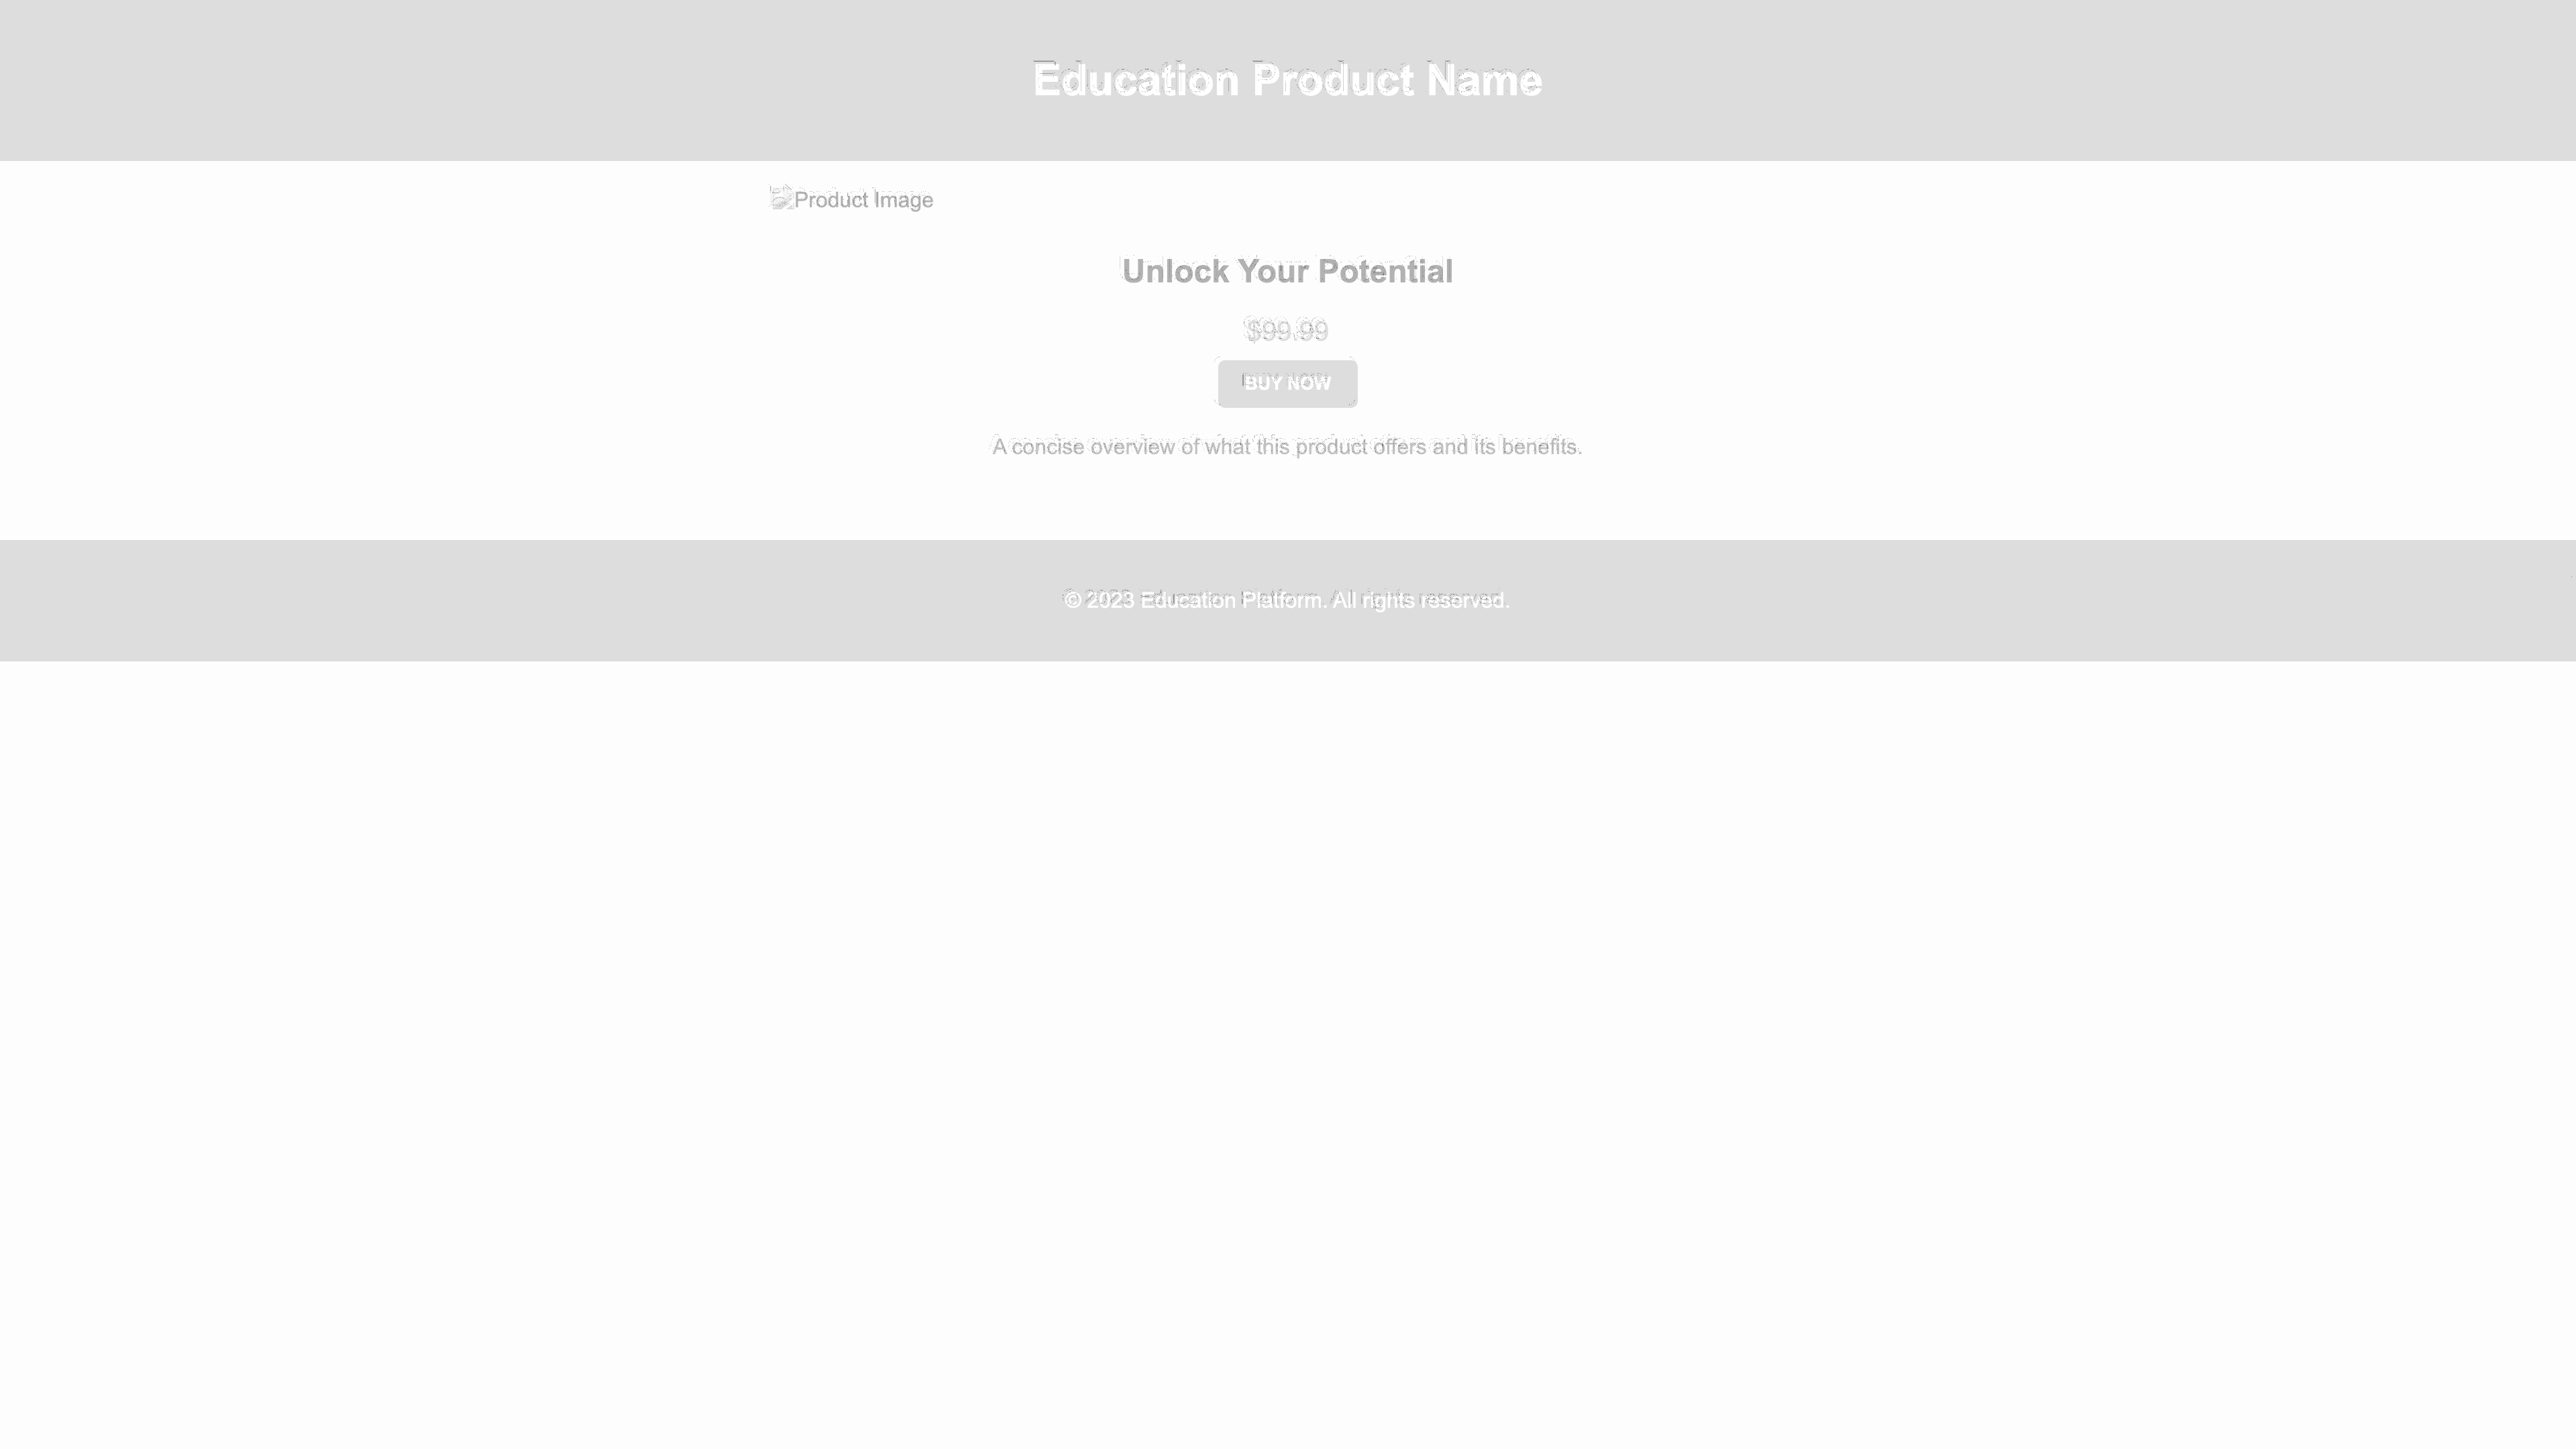 Education Product Name
Product Image
Unlock Your Potential
$99.99
BUY NOW
A concise overview of what this product offers and its benefits.
© 2023 Education Platform. All rights reserved.